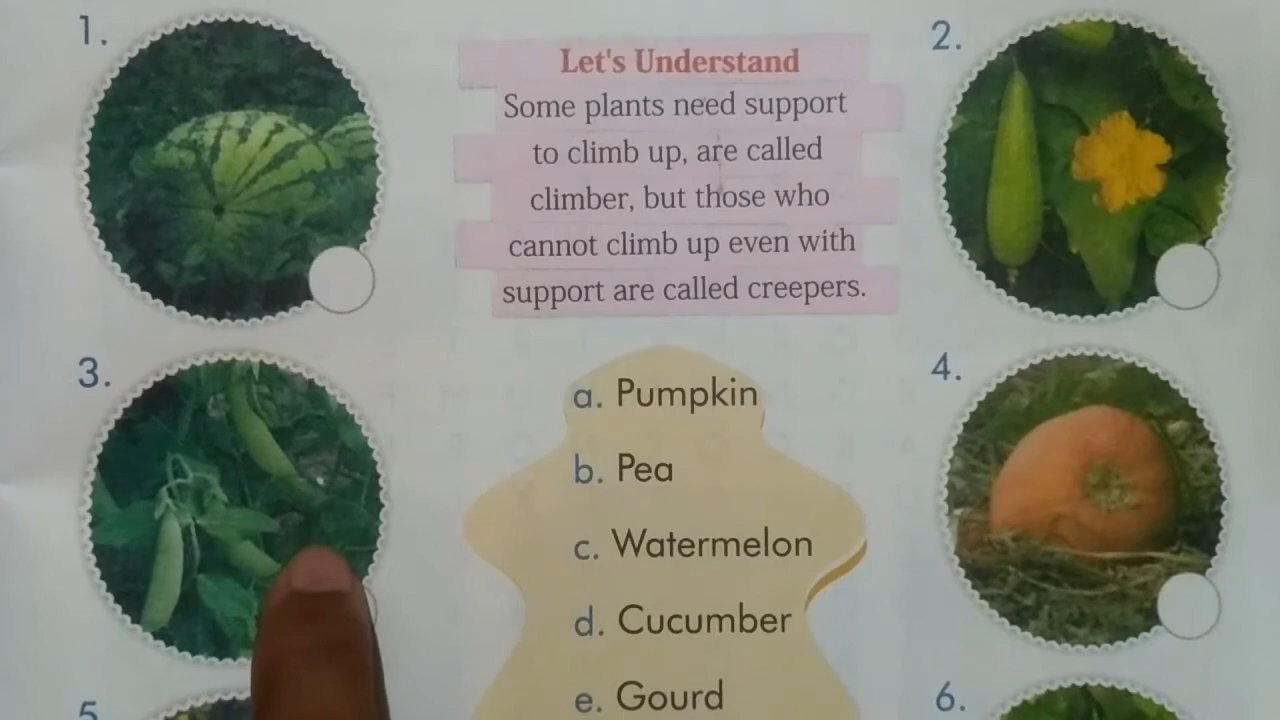 1.
Let's Understand
2.
Some plants need support
to climb up, are called
climber, but those who
cannot climb up even with
support are called creepers.
3.
4.
a. Pumpkin
b. Pea
c. Watermelon
d. Cucumber
e. Gourd
5
6.